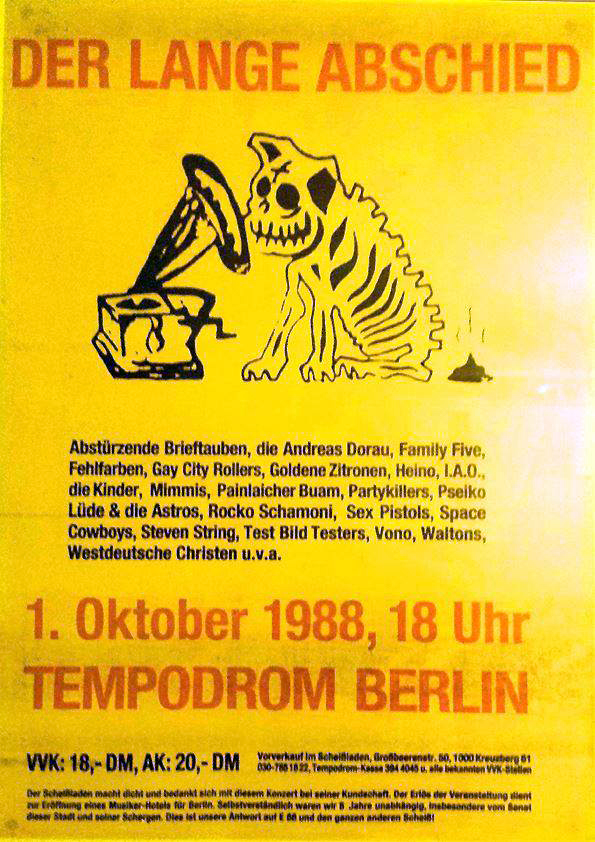 DER LANGE ABSCHIED
Abstürzende Brieftauben, die Andreas Dorau, Family Five,
Fehlfarben, Gay City Rollers, Goldene Zitronen, Heino, I.A.O.,
die Kinder, Mimmis, Painlaicher Buam, Partykillers, Pseiko
Lüde & die Astros, Rocko Schamoni, Sex Pistols, Space
Cowboys, Steven String, Test Bild Testers, Vono, Waltons,
Westdeutsche Christen u.v.a.
1. Oktober 1988, 18 Uhr
TEMPODROM BERLIN
VVK: 18,- DM, AK: 20,- DM
Vorverkauf im Scheißladen, Großbeerenstr. 50, 1000 Kreuzberg 61
030-785 18 22, Tempodrom-Kasse 394 4045 u. alle bekannten VVK-Stellen
Der Scheißladen macht dicht und bedankt sich mit diesem Konzert bei seiner Kundschaft. Der Erlös der Veranstaltung dient
zur Eröffnung eines Musiker-Hotels für Berlin. Selbstverständlich waren wir 8 Jahre unabhängig, insbesondere vom Senat
dieser Stadt und seiner Schergen. Dies ist unsere Antwort auf E 88 und den ganzen anderen Scheiß!